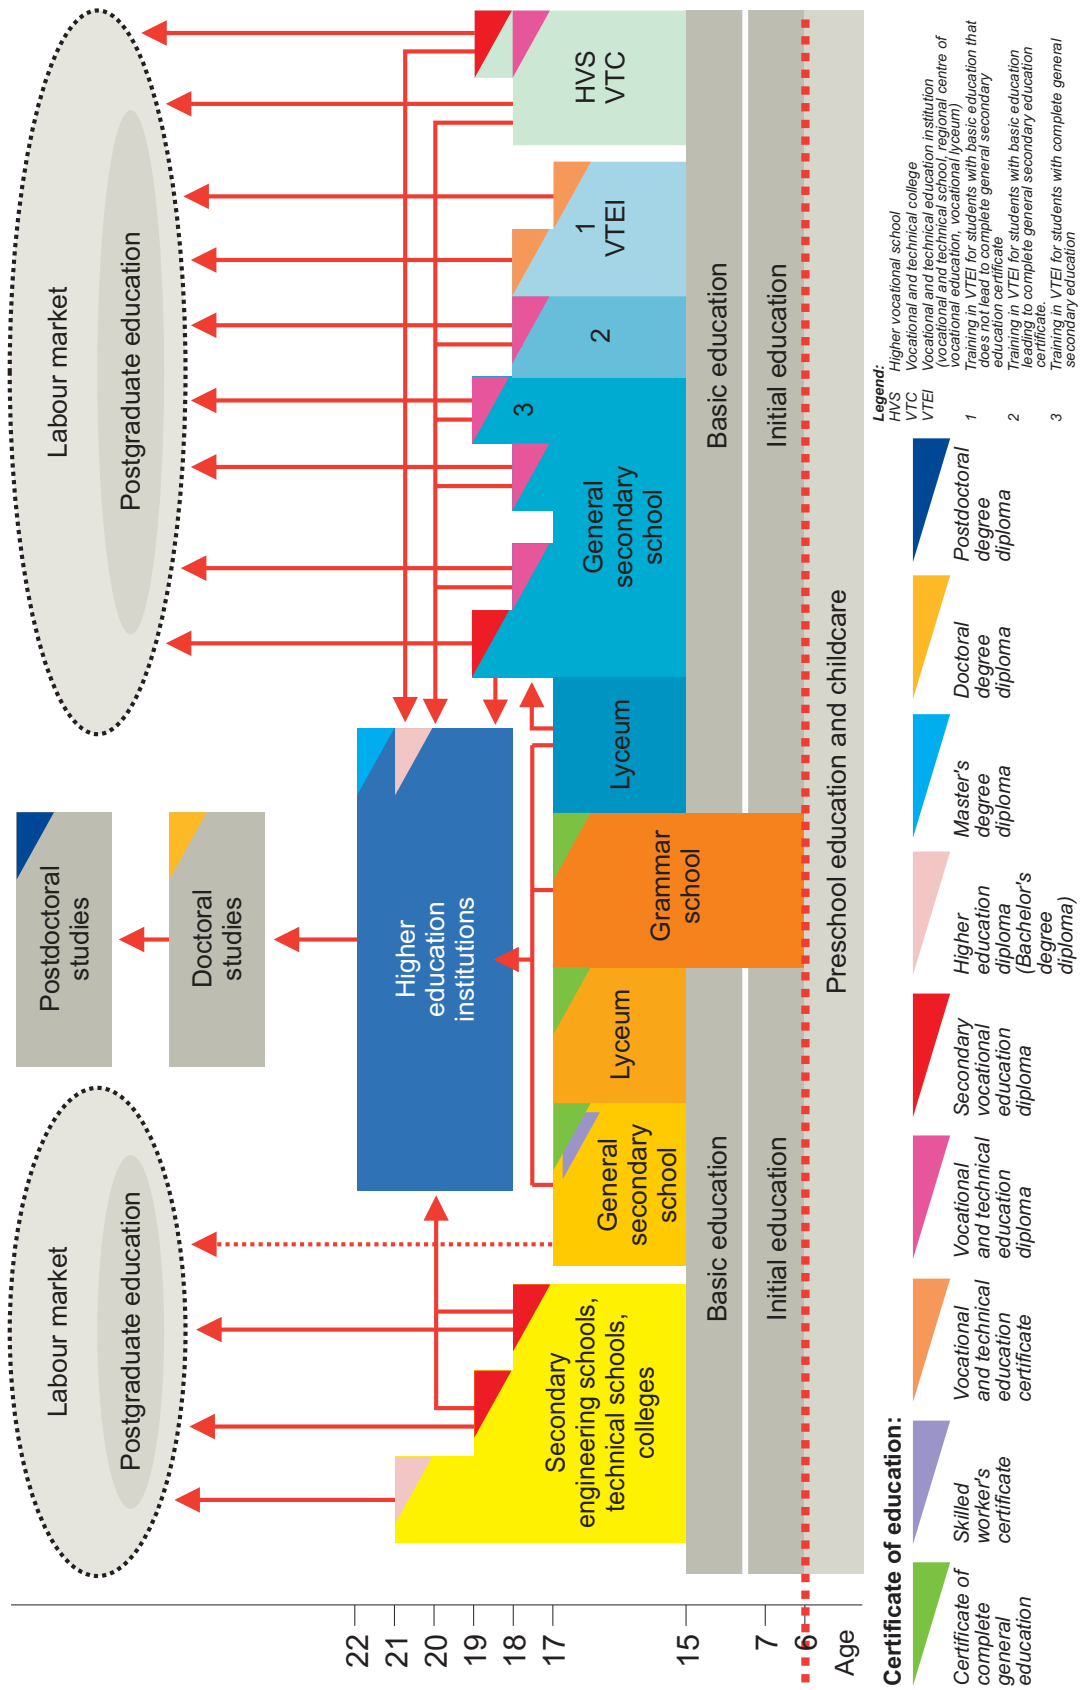 Labour market
Postgraduate education
Postdoctoral
studies
Doctoral
studies
Labour market
Postgraduate education
22
21
20
19
18
17
15
7
6
Age
Higher
education
institutions
Secondary
engineering schools,
technical schools,
colleges
General
secondary
school
Lyceum
Grammar
school
Lyceum
General
secondary
school
3
2
1
VTEI
HVS
VTC
Basic education
Basic education
Initial education
Initial education
Preschool education and childcare
Certificate of education:
Certificate of
complete
general
education
Skilled
worker's
certificate
Vocational
and technical
education
certificate
Vocational
and technical
education
diploma
Secondary
vocational
education
diploma
Higher
education
diploma
(Bachelor's
degree
diploma)
Master's
degree
diploma
Doctoral
degree
diploma
Postdoctoral
degree
diploma
Legend:
HVS Higher vocational school
VTC Vocational and technical college
VTEI Vocational and technical education institution
(vocational and technical school, regional centre of
vocational education, vocational lyceum)
1 Training in VTEI for students with basic education that
does not lead to complete general secondary
education certificate
2 Training in VTEI for students with basic education
leading to complete general secondary education
certificate.
3 Training in VTEI for students with complete general
secondary education